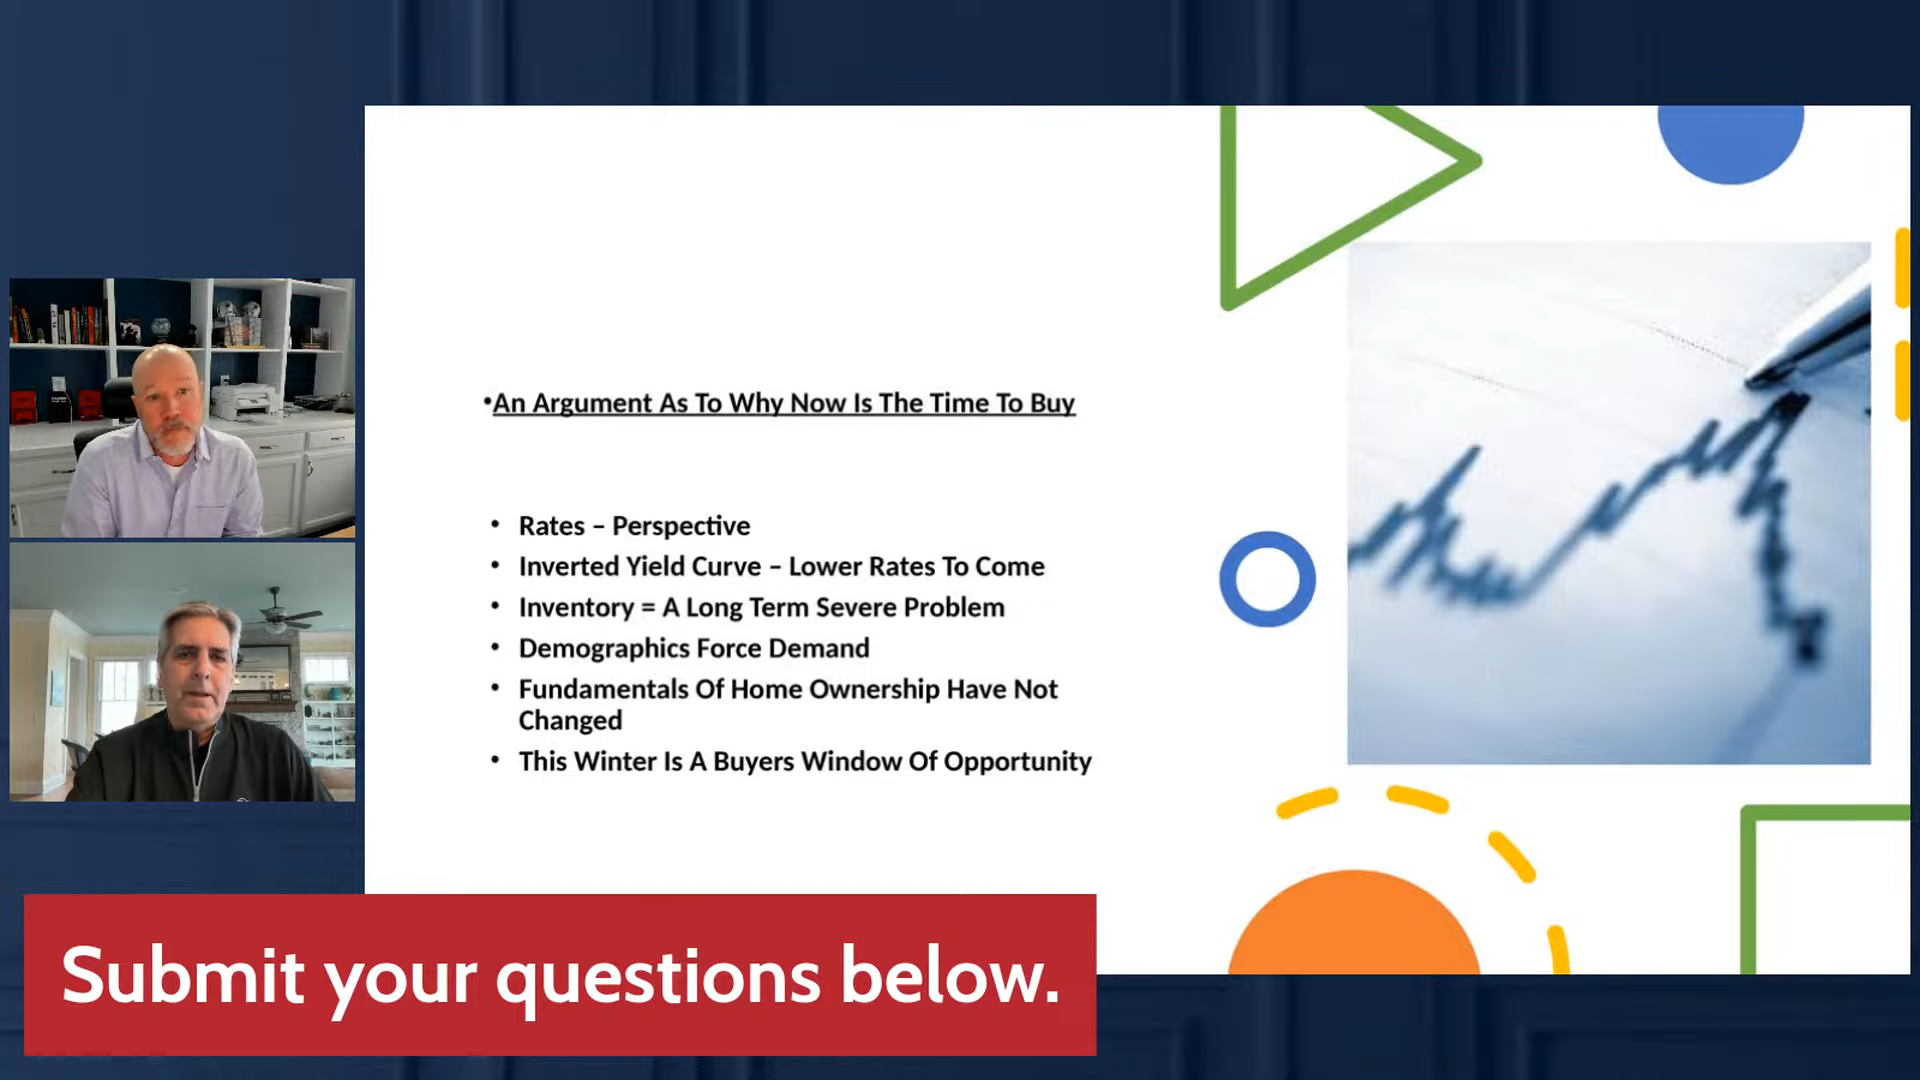 •An Argument As To Why Now Is The Time To Buy
• Rates – Perspective
• Inverted Yield Curve – Lower Rates To Come
• Inventory = A Long Term Severe Problem
• Demographics Force Demand
• Fundamentals Of Home Ownership Have Not
Changed
• This Winter Is A Buyers Window Of Opportunity
Submit your questions below.